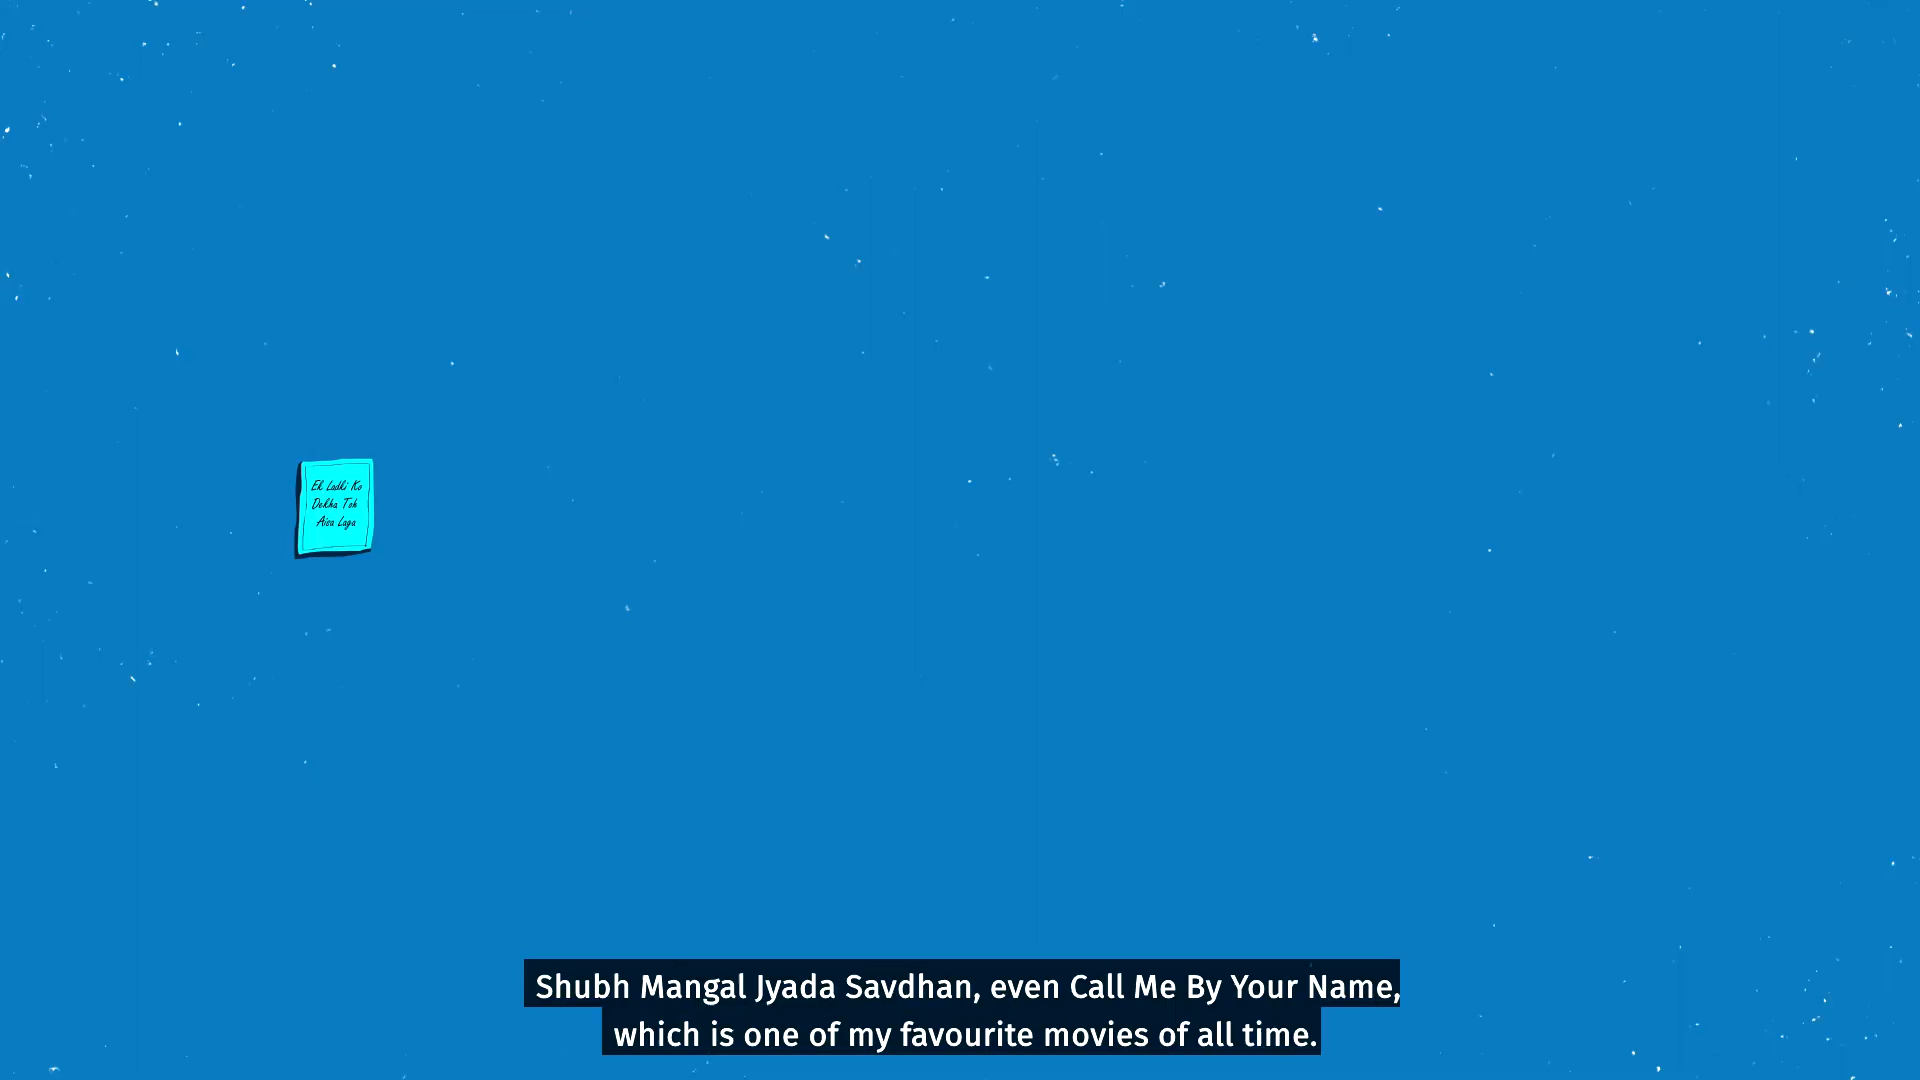 Ek Ladki Ko
Dekha Toh
Aisa Laga
Shubh Mangal Jyada Savdhan, even Call Me By Your Name,
which is one of my favourite movies of all time.